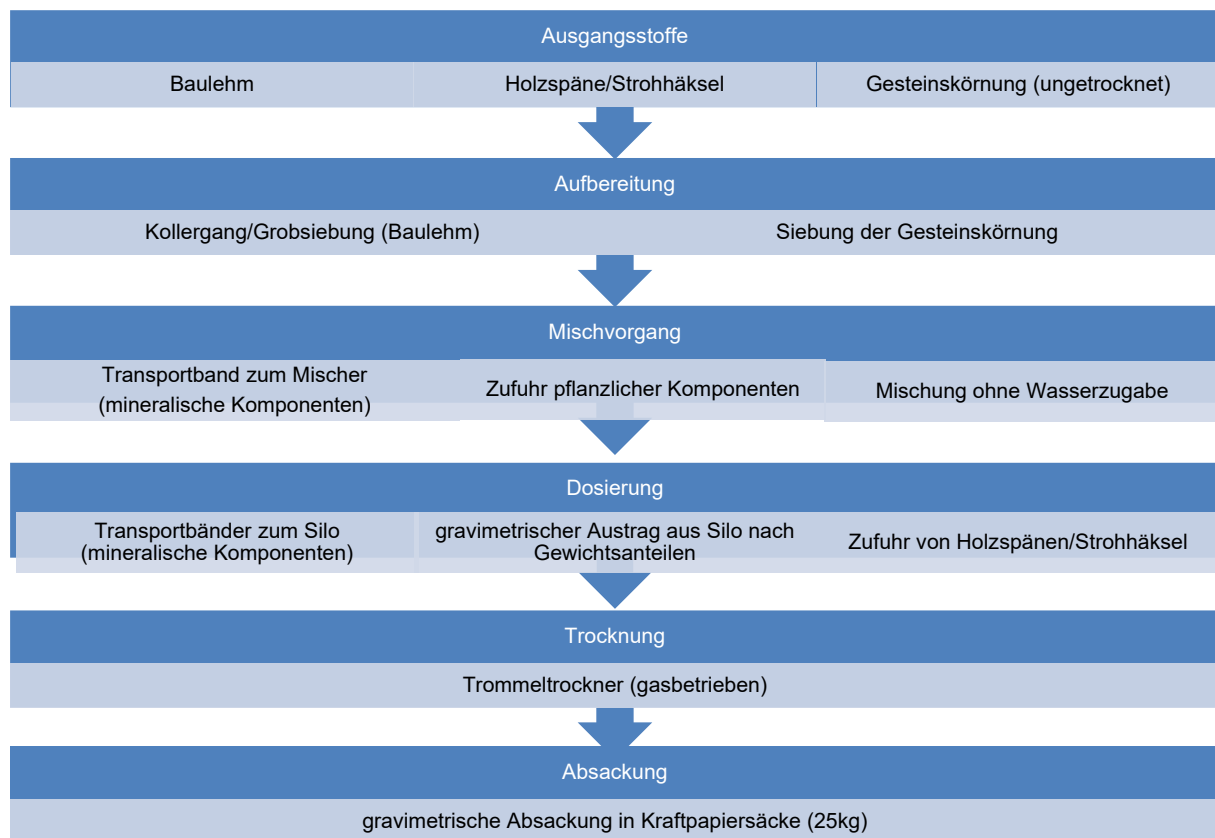 Ausgangsstoffe
Baulehm
Holzspäne/Strohhäksel
Gesteinskörnung (ungetrocknet)
Aufbereitung
Kollergang/Grobsiebung (Baulehm)
Siebung der Gesteinskörnung
Mischvorgang
Transportband zum Mischer
(mineralische Komponenten)
Zufuhr pflanzlicher Komponenten
Mischung ohne Wasserzugabe
Dosierung
Transportbänder zum Silo
(mineralische Komponenten)
gravimetrischer Austrag aus Silo nach
Gewichtsanteilen
Zufuhr von Holzspänen/Strohhäksel
Trocknung
Trommeltrockner (gasbetrieben)
Absackung
gravimetrische Absackung in Kraftpapiersäcke (25kg)